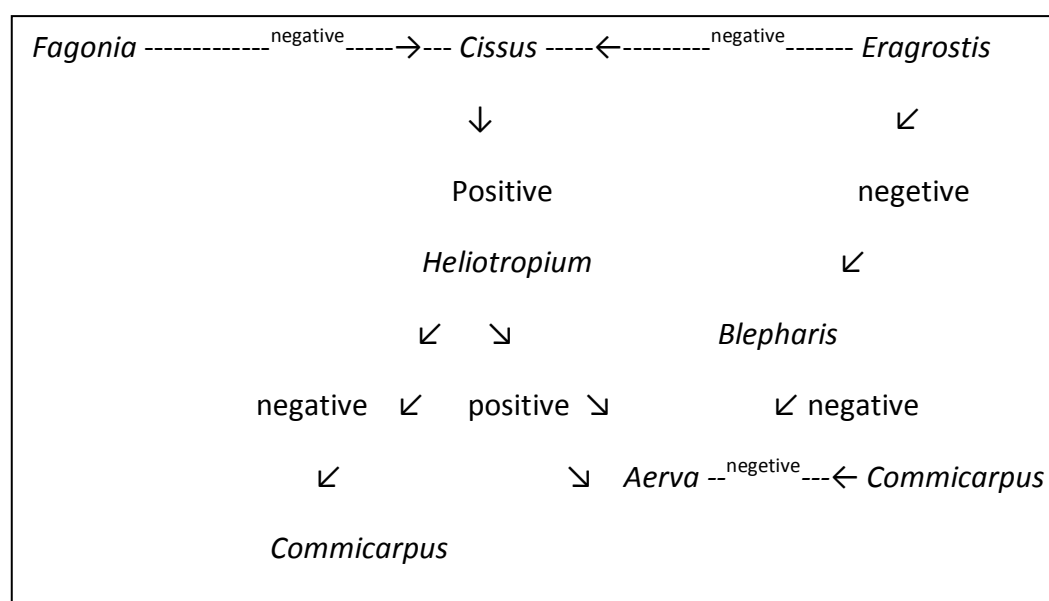 Fagonia -------------negative-----→--- Cissus -----←---------negative------- Eragrostis
↓ ↙
Positive negetive
Heliotropium ↙
↙ ↘ Blepharis
negative ↙ positive ↘ ↙ negative
↙ ↘ Aerva --negetive---← Commicarpus
Commicarpus